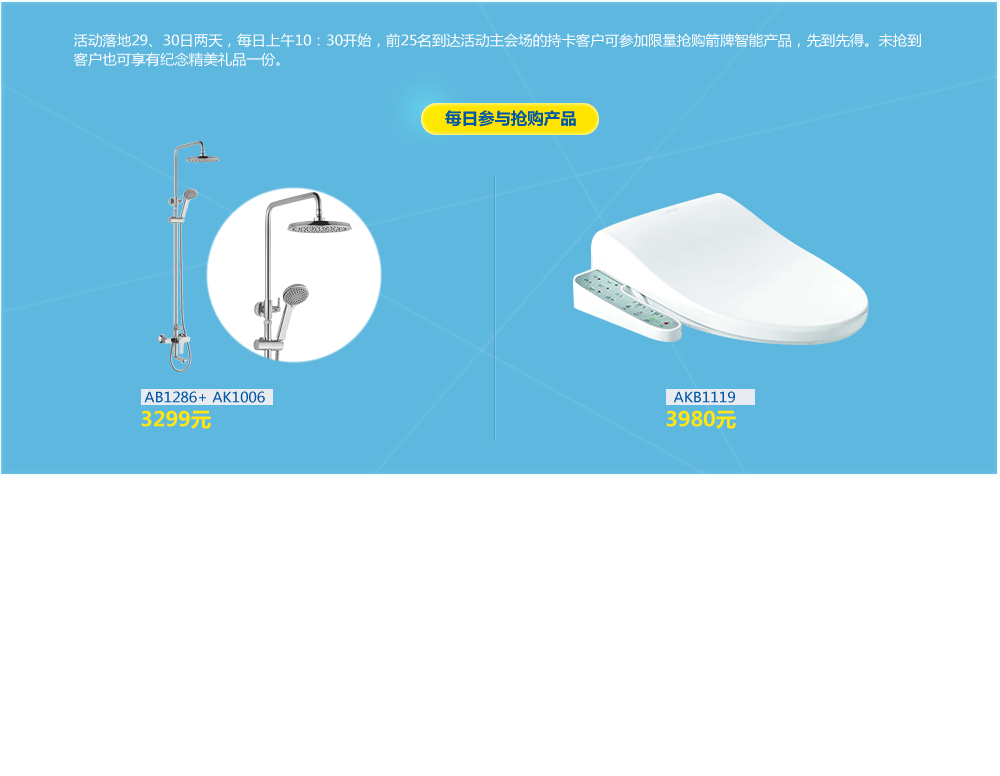 活动落地29、30日两天，每日上午10：30开始，前25名到达活动主会场的持卡客户可参加限量抢购箭牌智能产品，先到先得。未抢到
客户也可享有纪念精美礼品一份。
每日参与抢购产品
AB1286+ AK1006
3299元
AKB1119
3980元